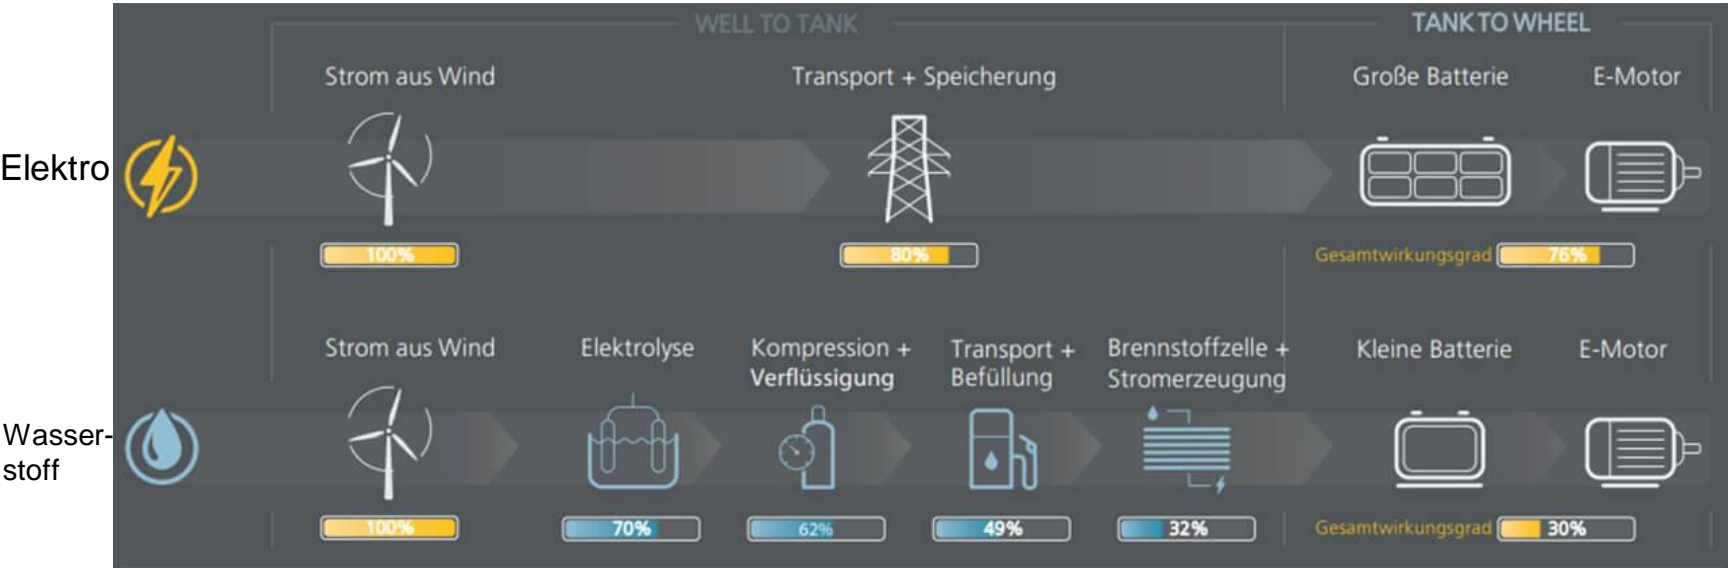 WELL TO TANK
TANK TO WHEEL
Strom aus Wind
Transport + Speicherung
Große Batterie
E-Motor
Elektro
100%
80%
Gesamtwirkungsgrad 76%
Strom aus Wind
Elektrolyse
Kompression +
Verflüssigung
Transport +
Befüllung
Brennstoffzelle +
Stromerzeugung
Kleine Batterie
E-Motor
Wasser-
stoff
100%
70%
62%
49%
32%
Gesamtwirkungsgrad 30%